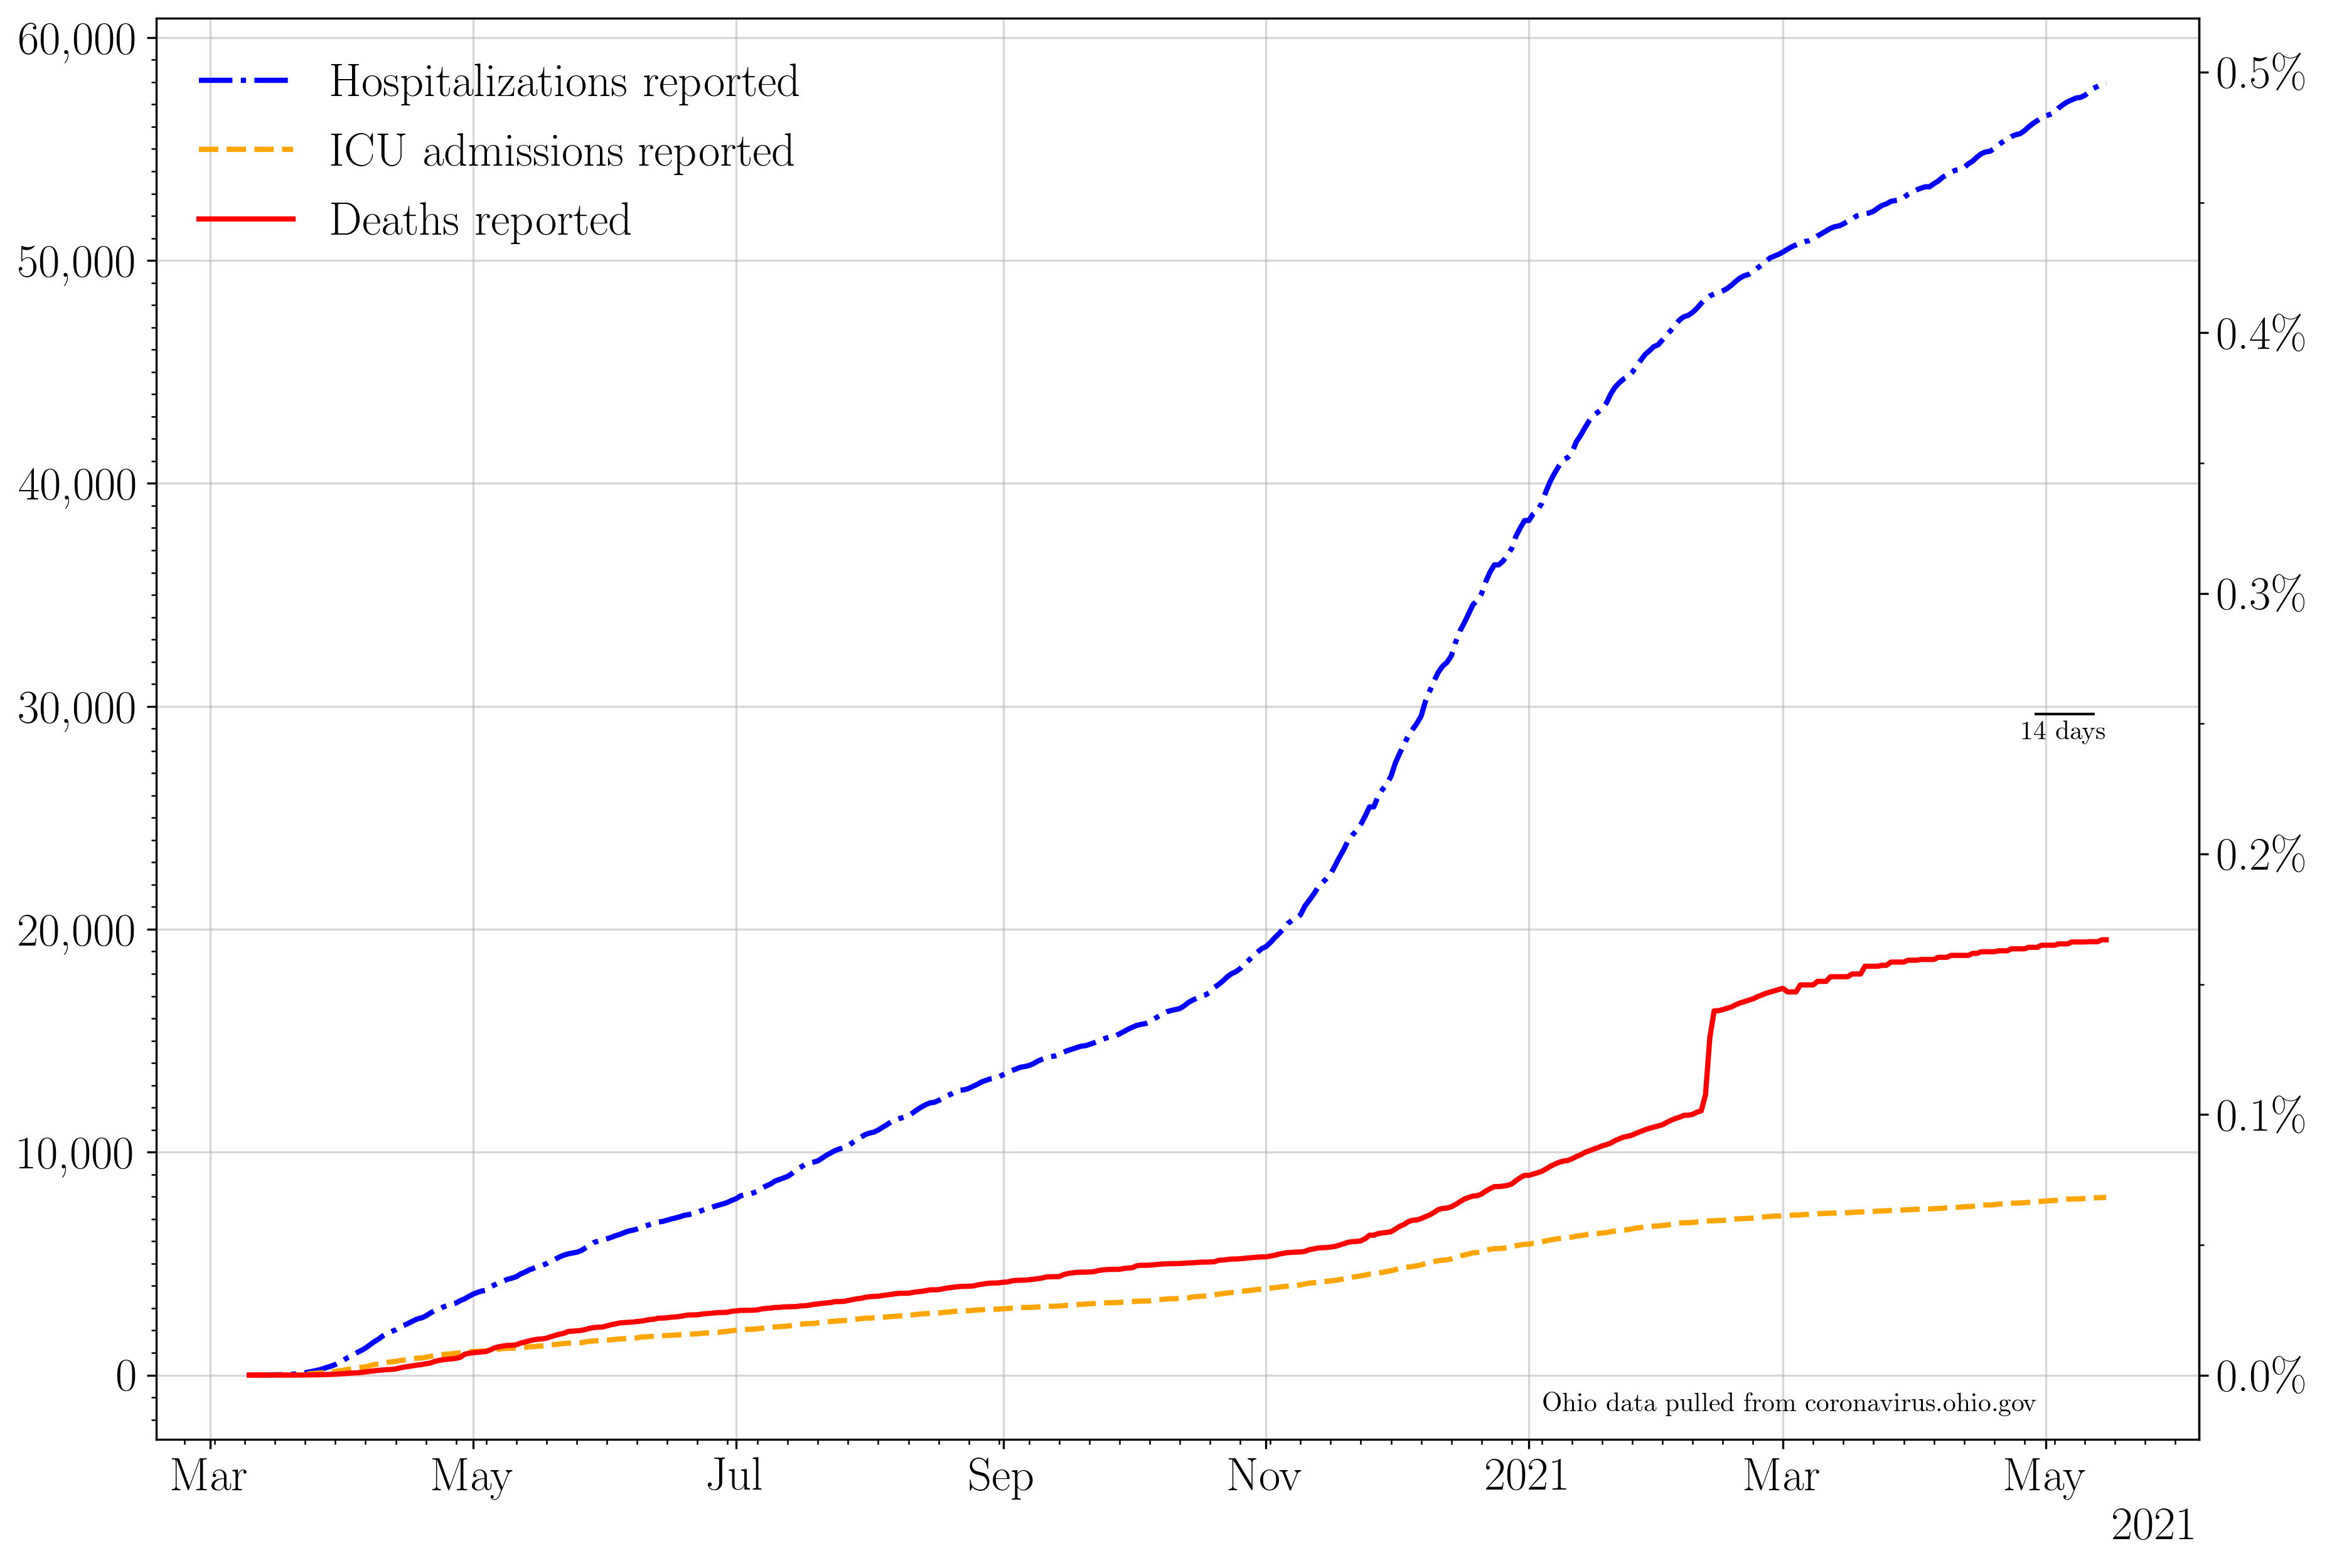 60,000
50,000
40,000
30,000
20,000
10,000
0
Hospitalizations reported
ICU admissions reported
Deaths reported
0.5%
0.4%
0.3%
0.2%
0.1%
0.0%
14 days
Ohio data pulled from coronavirus.ohio.gov
Mar May Jul Sep Nov 2021 Mar May
2021